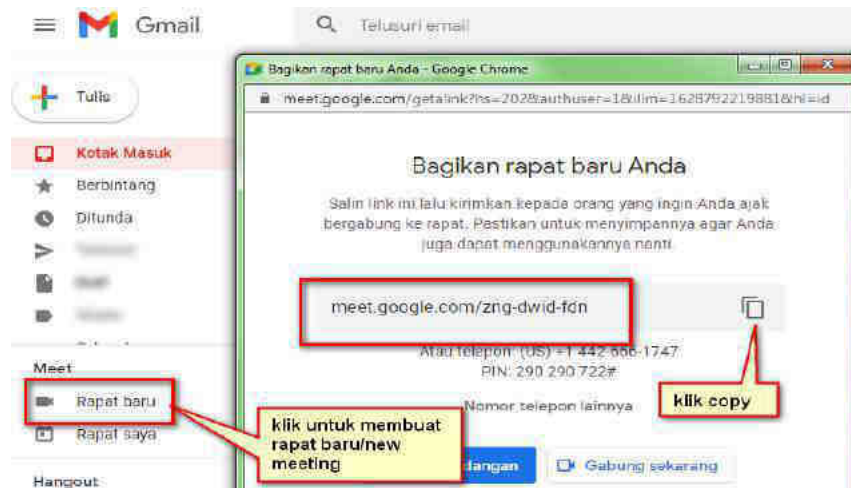 Gmail
Telusuri email
Tulis
Kotak Masuk
Berbintang
Ditunda
Meet
Rapat baru
Rapat saya
Hangout
Bagikan rapat baru Anda - Google Chrome
meet.google.com/getalink?hs=202&authuser=1&illm=1628792219881&hl=id
Bagikan rapat baru Anda
Salin link ini lalu kirimkan kepada orang yang ingin Anda ajak
bergabung ke rapat. Pastikan untuk menyimpannya agar Anda
juga dapat menggunakannya nanti.
meet.google.com/zng-dwid-fdn
Atau telepon: (US) +1 442 666-1747
PIN: 290 290 722#
Nomor telepon lainnya
klik copy
klik untuk membuat
rapat baru/new
meeting
Gabung sekarang